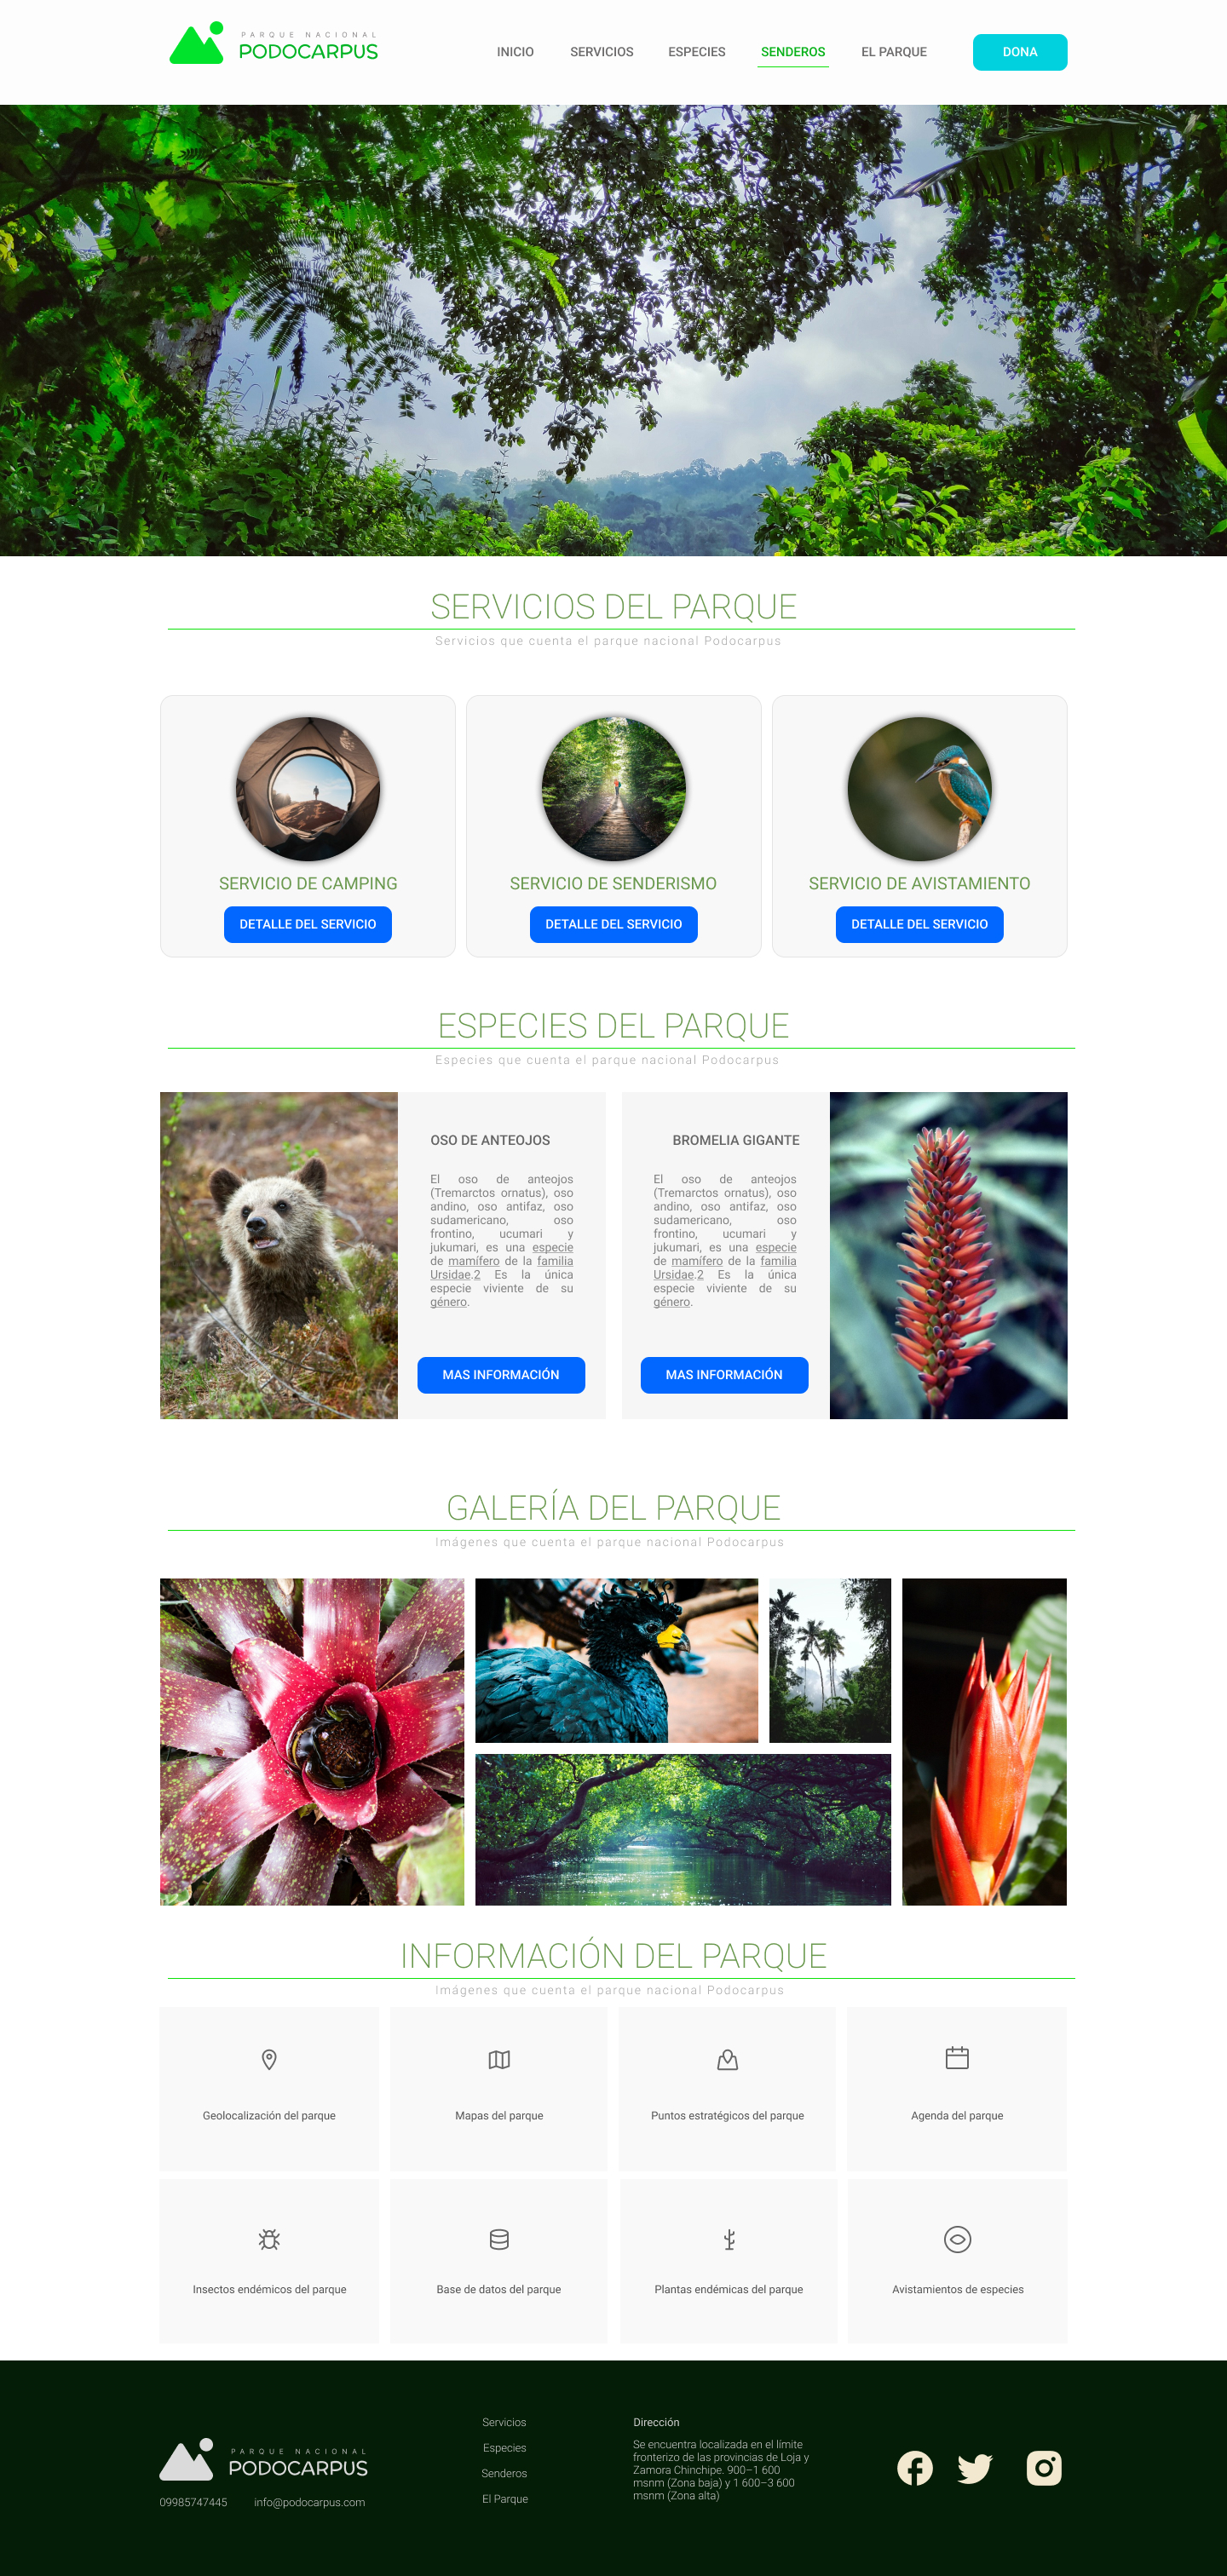 PARQUE NACIONAL
PODOCARPUS
INICIO
SERVICIOS
ESPECIES
SENDEROS
EL PARQUE
DONA
SERVICIOS DEL PARQUE
Servicios que cuenta el parque nacional Podocarpus
SERVICIO DE CAMPING
DETALLE DEL SERVICIO
SERVICIO DE SENDERISMO
DETALLE DEL SERVICIO
SERVICIO DE AVISTAMIENTO
DETALLE DEL SERVICIO
ESPECIES DEL PARQUE
Especies que cuenta el parque nacional Podocarpus
OSO DE ANTEOJOS
El oso de anteojos
(Tremarctos ornatus), oso
andino, oso antifaz, oso
sudamericano, oso
frontino, ucumari y
jukumari, es una especie
de mamífero de la familia
Ursidae.2 Es la única
especie viviente de su
género.
MAS INFORMACIÓN
BROMELIA GIGANTE
El oso de anteojos
(Tremarctos ornatus), oso
andino, oso antifaz, oso
sudamericano, oso
frontino, ucumari y
jukumari, es una especie
de mamífero de la familia
Ursidae.2 Es la única
especie viviente de su
género.
MAS INFORMACIÓN
GALERÍA DEL PARQUE
Imágenes que cuenta el parque nacional Podocarpus
INFORMACIÓN DEL PARQUE
Imágenes que cuenta el parque nacional Podocarpus
Geolocalización del parque
Mapas del parque
Puntos estratégicos del parque
Agenda del parque
Insectos endémicos del parque
Base de datos del parque
Plantas endémicas del parque
Avistamientos de especies
PARQUE NACIONAL
PODOCARPUS
09985747445
info@podocarpus.com
Servicios
Especies
Senderos
El Parque
Dirección
Se encuentra localizada en el límite
fronterizo de las provincias de Loja y
Zamora Chinchipe. 900–1 600
msnm (Zona baja) y 1 600–3 600
msnm (Zona alta)